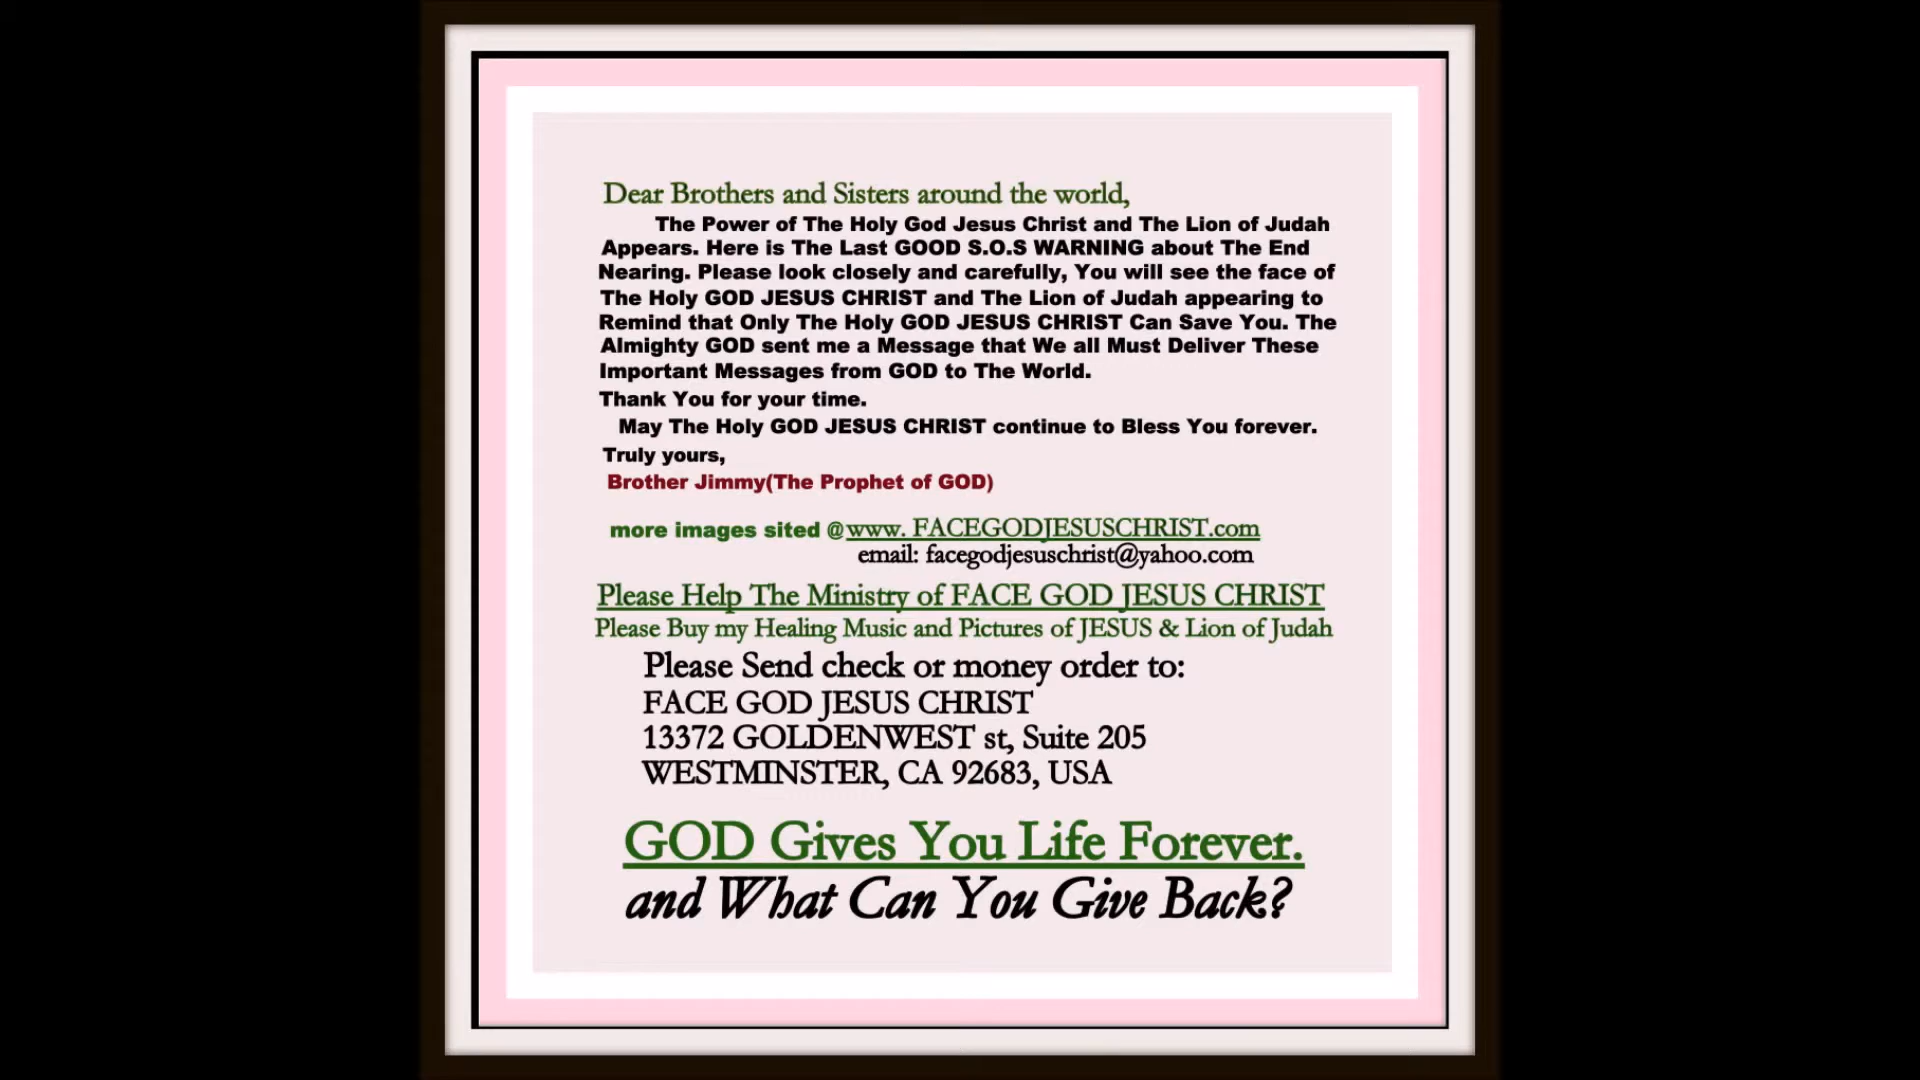 Dear Brothers and Sisters around the world,
The Power of The Holy God Jesus Christ and The Lion of Judah
Appears. Here is The Last GOOD S.O.S WARNING about The End
Nearing. Please look closely and carefully, You will see the face of
The Holy GOD JESUS CHRIST and The Lion of Judah appearing to
Remind that Only The Holy GOD JESUS CHRIST Can Save You. The
Almighty GOD sent me a Message that We all Must Deliver These
Important Messages from GOD to The World.
Thank You for your time.
May The Holy GOD JESUS CHRIST continue to Bless You forever.
Truly yours,
Brother Jimmy(The Prophet of GOD)
more images sited @www. FACEGODJESUSCHRIST.com
email: facegodjesuschrist@yahoo.com
Please Help The Ministry of FACE GOD JESUS CHRIST
Please Buy my Healing Music and Pictures of JESUS & Lion of Judah
Please Send check or money order to:
FACE GOD JESUS CHRIST
13372 GOLDENWEST st, Suite 205
WESTMINSTER, CA 92683, USA
GOD Gives You Life Forever.
and What Can You Give Back?